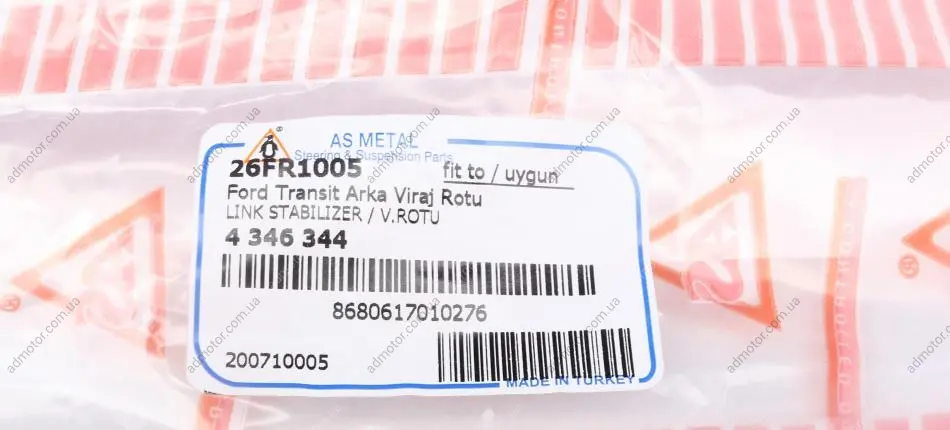 AS METAL
Steering & Suspension Parts
26FR1005
fit to / uygun
Ford Transit Arka Viraj Rotu
LINK STABILIZER / V.ROTU
4 346 344
8680617010276
200710005
MADE IN TURKEY
admotor.com.ua